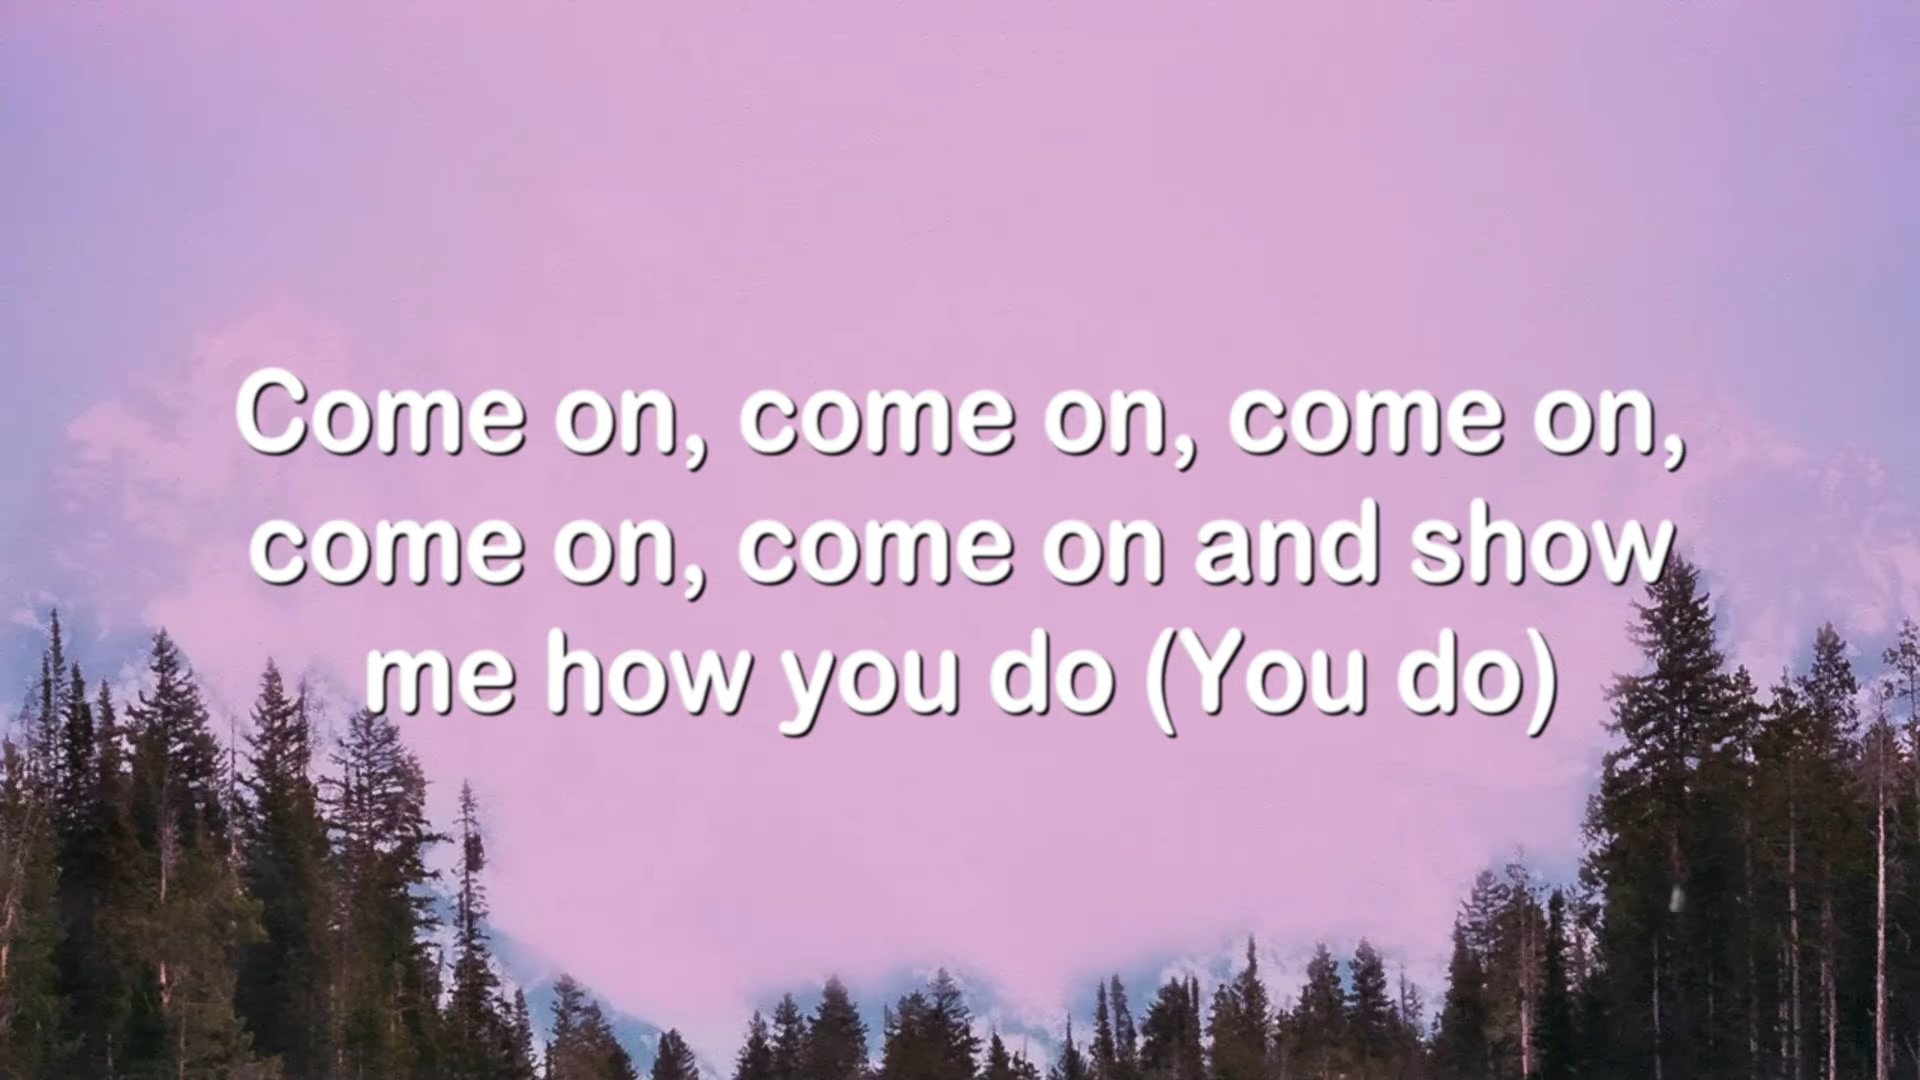 Come on, come on, come on,
come on, come on and show
me how you do (You do)